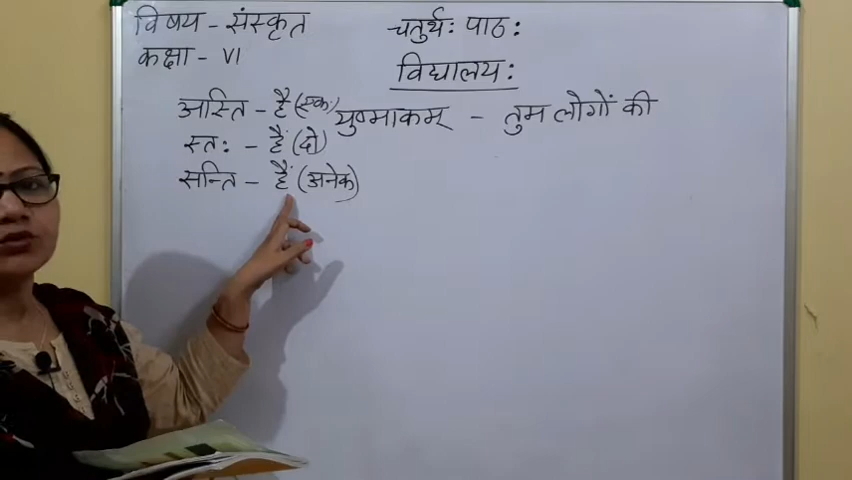 विषय - संस्कृत
चतुर्थः पाठः
कक्षा - VI
विद्यालयः
अस्ति - है (एकः)
युष्माकम् - तुम लोगों की
स्तः - हैं (दो)
सन्ति - हैं (अनेक)